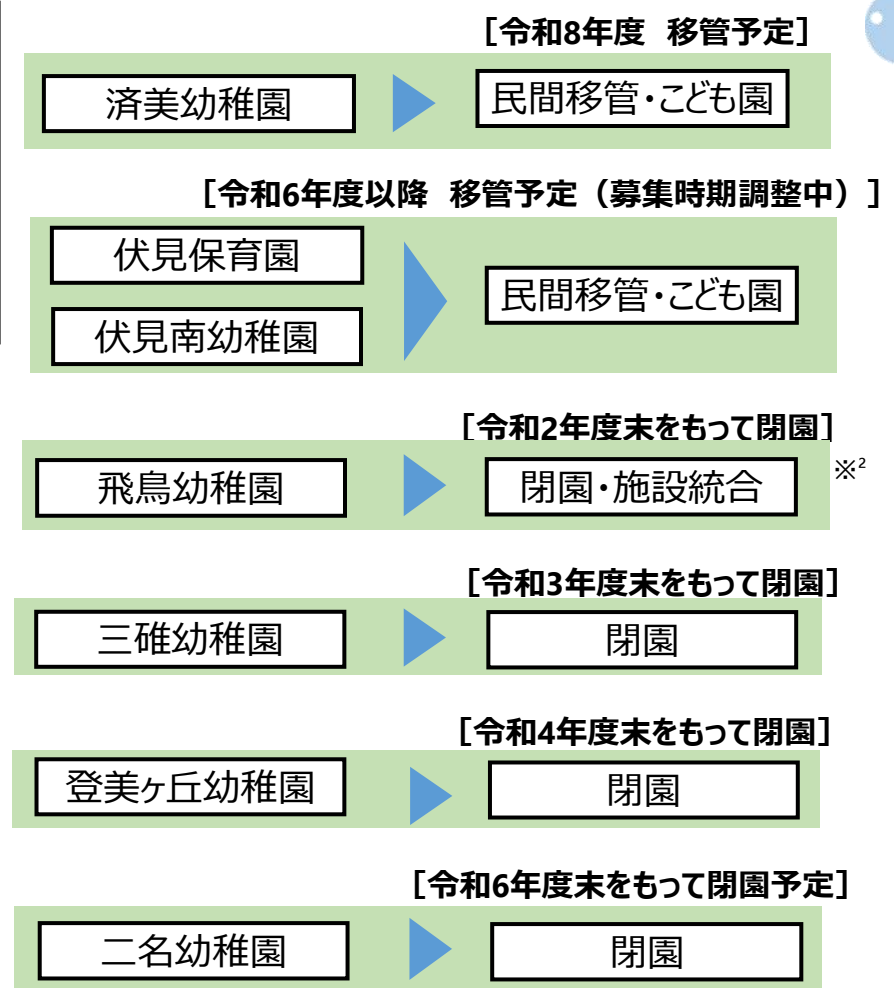 [令和8年度 移管予定]
済美幼稚園
民間移管・こども園
[令和6年度以降 移管予定（募集時期調整中）]
伏見保育園
伏見南幼稚園
民間移管・こども園
[令和2年度末をもって閉園]
飛鳥幼稚園
閉園・施設統合
※2
[令和3年度末をもって閉園]
三碓幼稚園
閉園
[令和4年度末をもって閉園]
登美ヶ丘幼稚園
閉園
[令和6年度末をもって閉園予定]
二名幼稚園
閉園